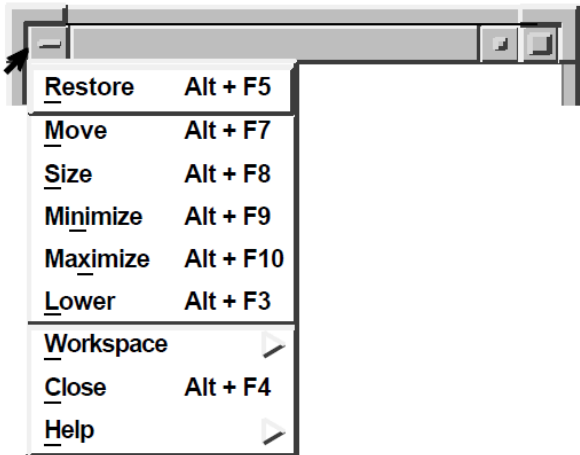 Restore Alt + F5
Move Alt + F7
Size Alt + F8
Minimize Alt + F9
Maximize Alt + F10
Lower Alt + F3
Workspace
Close Alt + F4
Help